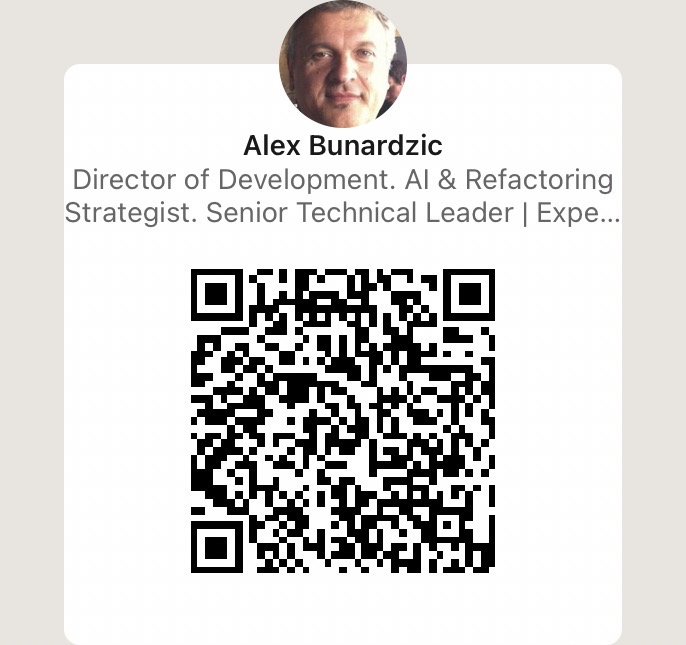 Alex Bunardzic
Director of Development. AI & Refactoring
Strategist. Senior Technical Leader | Expe...